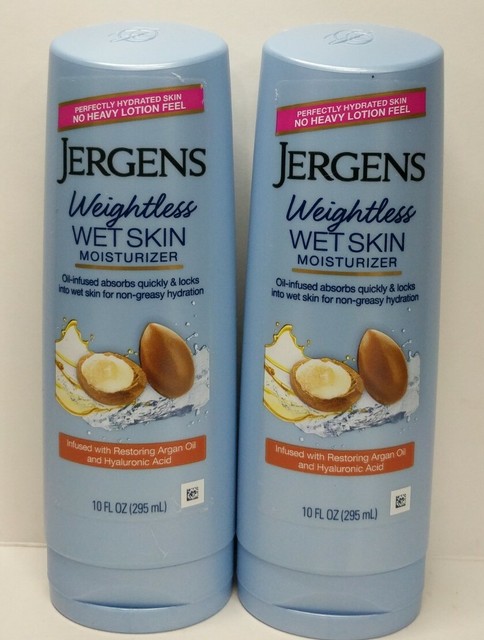 PERFECTLY HYDRATED SKIN
NO HEAVY LOTION FEEL
JERGENS
Weightless
WET SKIN
MOISTURIZER
Oil-infused absorbs quickly & locks
into wet skin for non-greasy hydration
Infused with Restoring Argan Oil
and Hyaluronic Acid
10 FL OZ (295 mL)
PERFECTLY HYDRATED SKIN
NO HEAVY LOTION FEEL
JERGENS
Weightless
WET SKIN
MOISTURIZER
Oil-infused absorbs quickly & locks
into wet skin for non-greasy hydration
Infused with Restoring Argan Oil
and Hyaluronic Acid
10 FL OZ (295 mL)